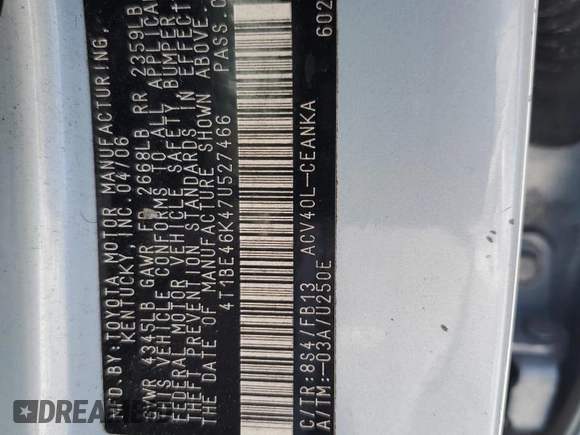 MFD.BY:TOYOTA MOTOR MANUFACTURING,
KENTUCKY, INC. 04/06
GVWR 4345LB GAWR FR 2668LB RR 2359LB
THIS VEHICLE CONFORMS TO ALL APPLICA
FEDERAL MOTOR VEHICLE SAFETY, BUMPER,
THEFT PREVENTION STANDARDS IN EFFECT
THE DATE OF MANUFACTURE SHOWN ABOVE.
4T1BE46K47U527466 PASS.C
C/TR:8S4/FB13 ACV40L-CEANKA 602
A/TM:-03A/U250E
DREAM